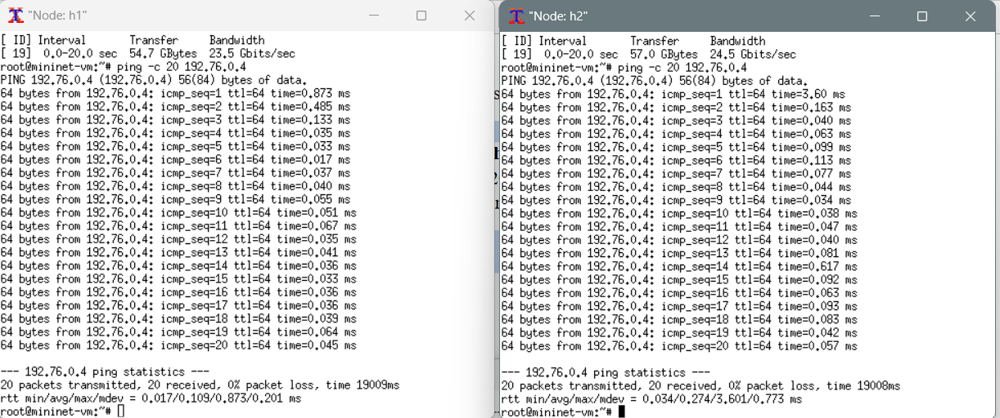 "Node: h1"
[ ID] Interval       Transfer     Bandwidth
[ 19]  0.0-20.0 sec  54.7 GBytes  23.5 Gbits/sec
root@mininet-vm:~# ping -c 20 192.76.0.4
PING 192.76.0.4 (192.76.0.4) 56(84) bytes of data.
64 bytes from 192.76.0.4: icmp_seq=1 ttl=64 time=0.873 ms
64 bytes from 192.76.0.4: icmp_seq=2 ttl=64 time=0.485 ms
64 bytes from 192.76.0.4: icmp_seq=3 ttl=64 time=0.133 ms
64 bytes from 192.76.0.4: icmp_seq=4 ttl=64 time=0.035 ms
64 bytes from 192.76.0.4: icmp_seq=5 ttl=64 time=0.033 ms
64 bytes from 192.76.0.4: icmp_seq=6 ttl=64 time=0.017 ms
64 bytes from 192.76.0.4: icmp_seq=7 ttl=64 time=0.037 ms
64 bytes from 192.76.0.4: icmp_seq=8 ttl=64 time=0.040 ms
64 bytes from 192.76.0.4: icmp_seq=9 ttl=64 time=0.055 ms
64 bytes from 192.76.0.4: icmp_seq=10 ttl=64 time=0.051 ms
64 bytes from 192.76.0.4: icmp_seq=11 ttl=64 time=0.067 ms
64 bytes from 192.76.0.4: icmp_seq=12 ttl=64 time=0.035 ms
64 bytes from 192.76.0.4: icmp_seq=13 ttl=64 time=0.041 ms
64 bytes from 192.76.0.4: icmp_seq=14 ttl=64 time=0.036 ms
64 bytes from 192.76.0.4: icmp_seq=15 ttl=64 time=0.033 ms
64 bytes from 192.76.0.4: icmp_seq=16 ttl=64 time=0.036 ms
64 bytes from 192.76.0.4: icmp_seq=17 ttl=64 time=0.036 ms
64 bytes from 192.76.0.4: icmp_seq=18 ttl=64 time=0.039 ms
64 bytes from 192.76.0.4: icmp_seq=19 ttl=64 time=0.064 ms
64 bytes from 192.76.0.4: icmp_seq=20 ttl=64 time=0.045 ms
--- 192.76.0.4 ping statistics ---
20 packets transmitted, 20 received, 0% packet loss, time 19009ms
rtt min/avg/max/mdev = 0.017/0.109/0.873/0.201 ms
root@mininet-vm:~#
"Node: h2"
[ ID] Interval       Transfer     Bandwidth
[ 19]  0.0-20.0 sec  57.0 GBytes  24.5 Gbits/sec
root@mininet-vm:~# ping -c 20 192.76.0.4
PING 192.76.0.4 (192.76.0.4) 56(84) bytes of data.
64 bytes from 192.76.0.4: icmp_seq=1 ttl=64 time=3.60 ms
64 bytes from 192.76.0.4: icmp_seq=2 ttl=64 time=0.163 ms
64 bytes from 192.76.0.4: icmp_seq=3 ttl=64 time=0.040 ms
64 bytes from 192.76.0.4: icmp_seq=4 ttl=64 time=0.063 ms
64 bytes from 192.76.0.4: icmp_seq=5 ttl=64 time=0.099 ms
64 bytes from 192.76.0.4: icmp_seq=6 ttl=64 time=0.113 ms
64 bytes from 192.76.0.4: icmp_seq=7 ttl=64 time=0.077 ms
64 bytes from 192.76.0.4: icmp_seq=8 ttl=64 time=0.044 ms
64 bytes from 192.76.0.4: icmp_seq=9 ttl=64 time=0.034 ms
64 bytes from 192.76.0.4: icmp_seq=10 ttl=64 time=0.038 ms
64 bytes from 192.76.0.4: icmp_seq=11 ttl=64 time=0.047 ms
64 bytes from 192.76.0.4: icmp_seq=12 ttl=64 time=0.040 ms
64 bytes from 192.76.0.4: icmp_seq=13 ttl=64 time=0.081 ms
64 bytes from 192.76.0.4: icmp_seq=14 ttl=64 time=0.617 ms
64 bytes from 192.76.0.4: icmp_seq=15 ttl=64 time=0.092 ms
64 bytes from 192.76.0.4: icmp_seq=16 ttl=64 time=0.063 ms
64 bytes from 192.76.0.4: icmp_seq=17 ttl=64 time=0.093 ms
64 bytes from 192.76.0.4: icmp_seq=18 ttl=64 time=0.083 ms
64 bytes from 192.76.0.4: icmp_seq=19 ttl=64 time=0.042 ms
64 bytes from 192.76.0.4: icmp_seq=20 ttl=64 time=0.057 ms
--- 192.76.0.4 ping statistics ---
20 packets transmitted, 20 received, 0% packet loss, time 19008ms
rtt min/avg/max/mdev = 0.034/0.274/3.601/0.773 ms
root@mininet-vm:~#